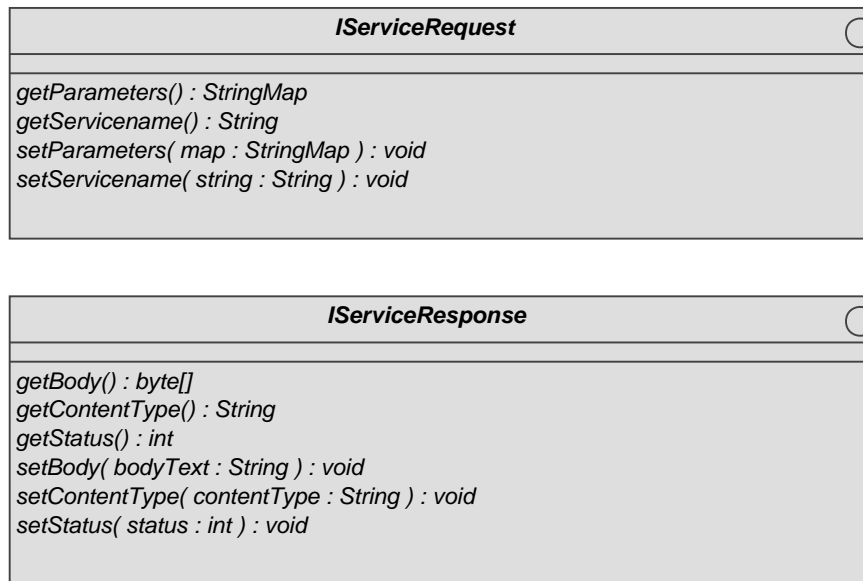 IServiceRequest
getParameters() : StringMap
getServicename() : String
setParameters( map : StringMap ) : void
setServicename( string : String ) : void
IServiceResponse
getBody() : byte[]
getContentType() : String
getStatus() : int
setBody( bodyText : String ) : void
setContentType( contentType : String ) : void
setStatus( status : int ) : void